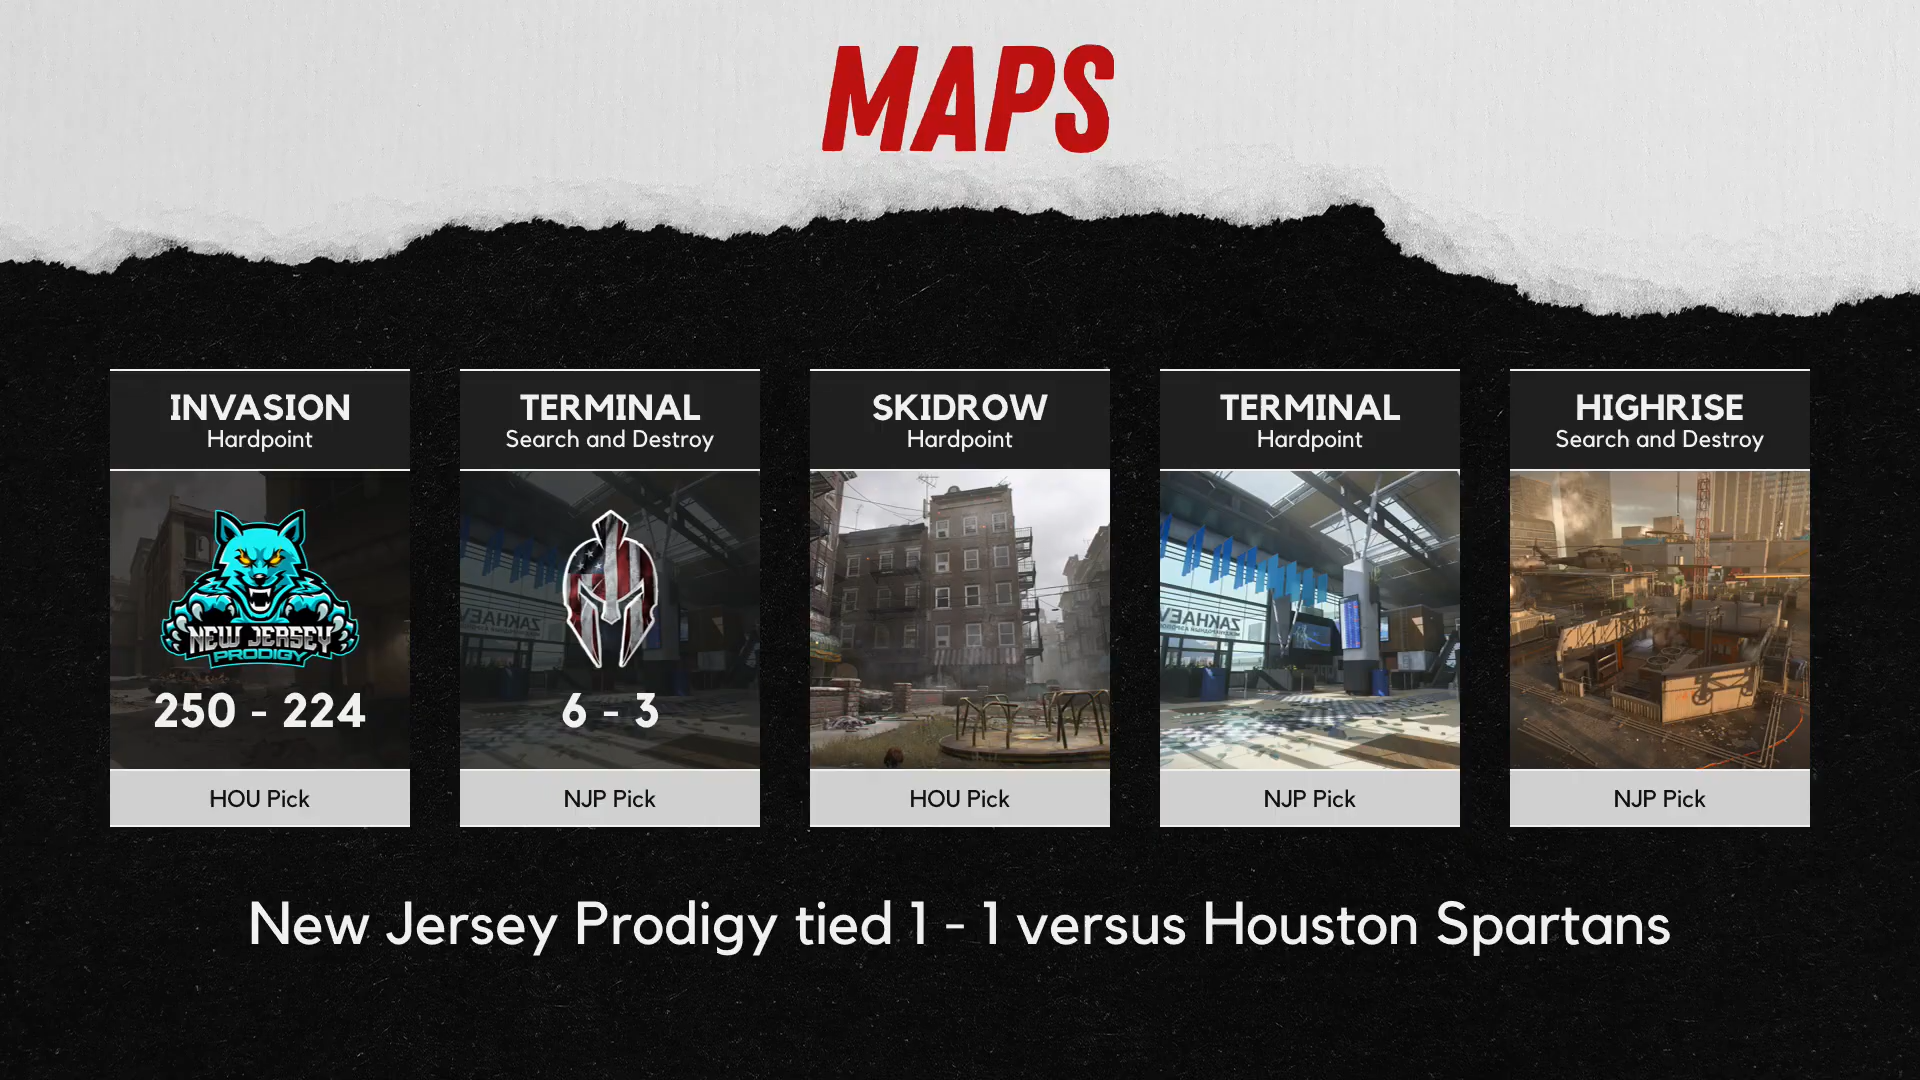 MAPS
INVASION
Hardpoint
NEW JERSEY
PRODIGY
250 - 224
HOU Pick
TERMINAL
Search and Destroy
6 - 3
NJP Pick
SKIDROW
Hardpoint
HOU Pick
TERMINAL
Hardpoint
NJP Pick
HIGHRISE
Search and Destroy
NJP Pick
New Jersey Prodigy tied 1 - 1 versus Houston Spartans